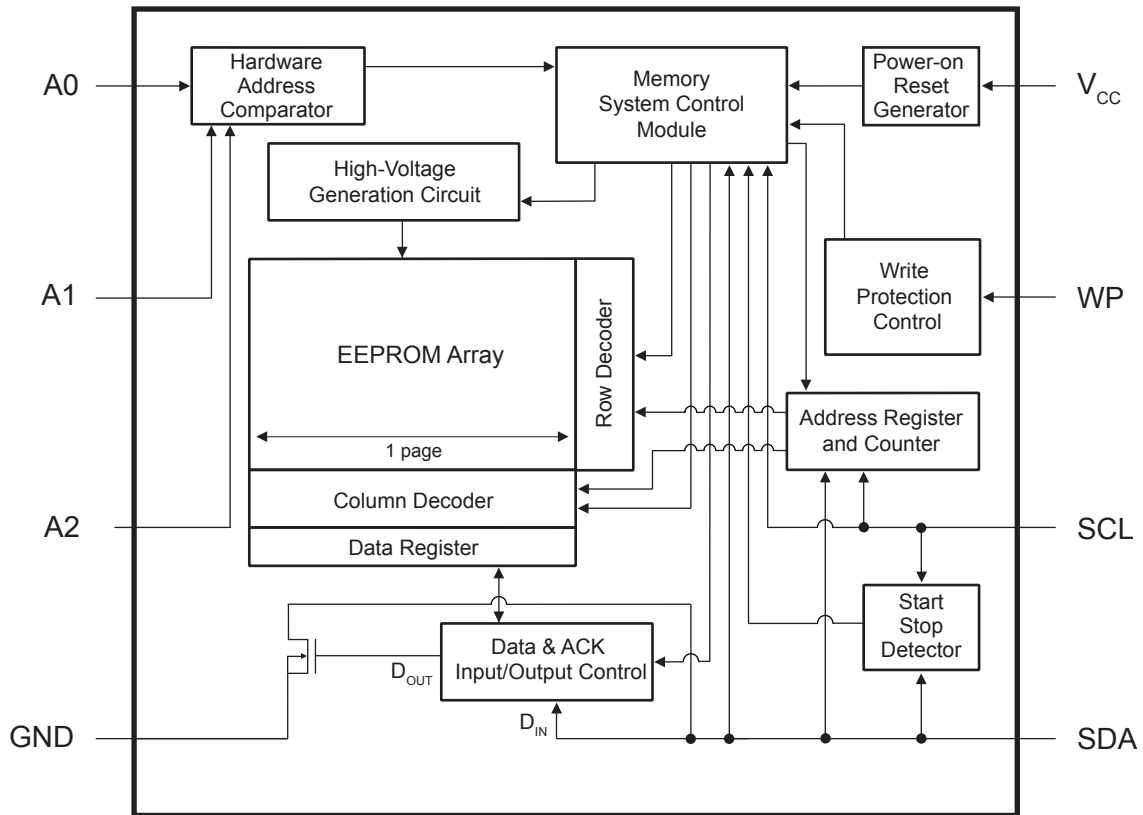 A0
Hardware
Address
Comparator
Memory
System Control
Module
Power-on
Reset
Generator
VCC
High-Voltage
Generation Circuit
A1
EEPROM Array
1 page
Row Decoder
Write
Protection
Control
WP
Address Register
and Counter
Column Decoder
Data Register
A2
SCL
Start
Stop
Detector
Data & ACK
Input/Output Control
DOUT
DIN
GND
SDA